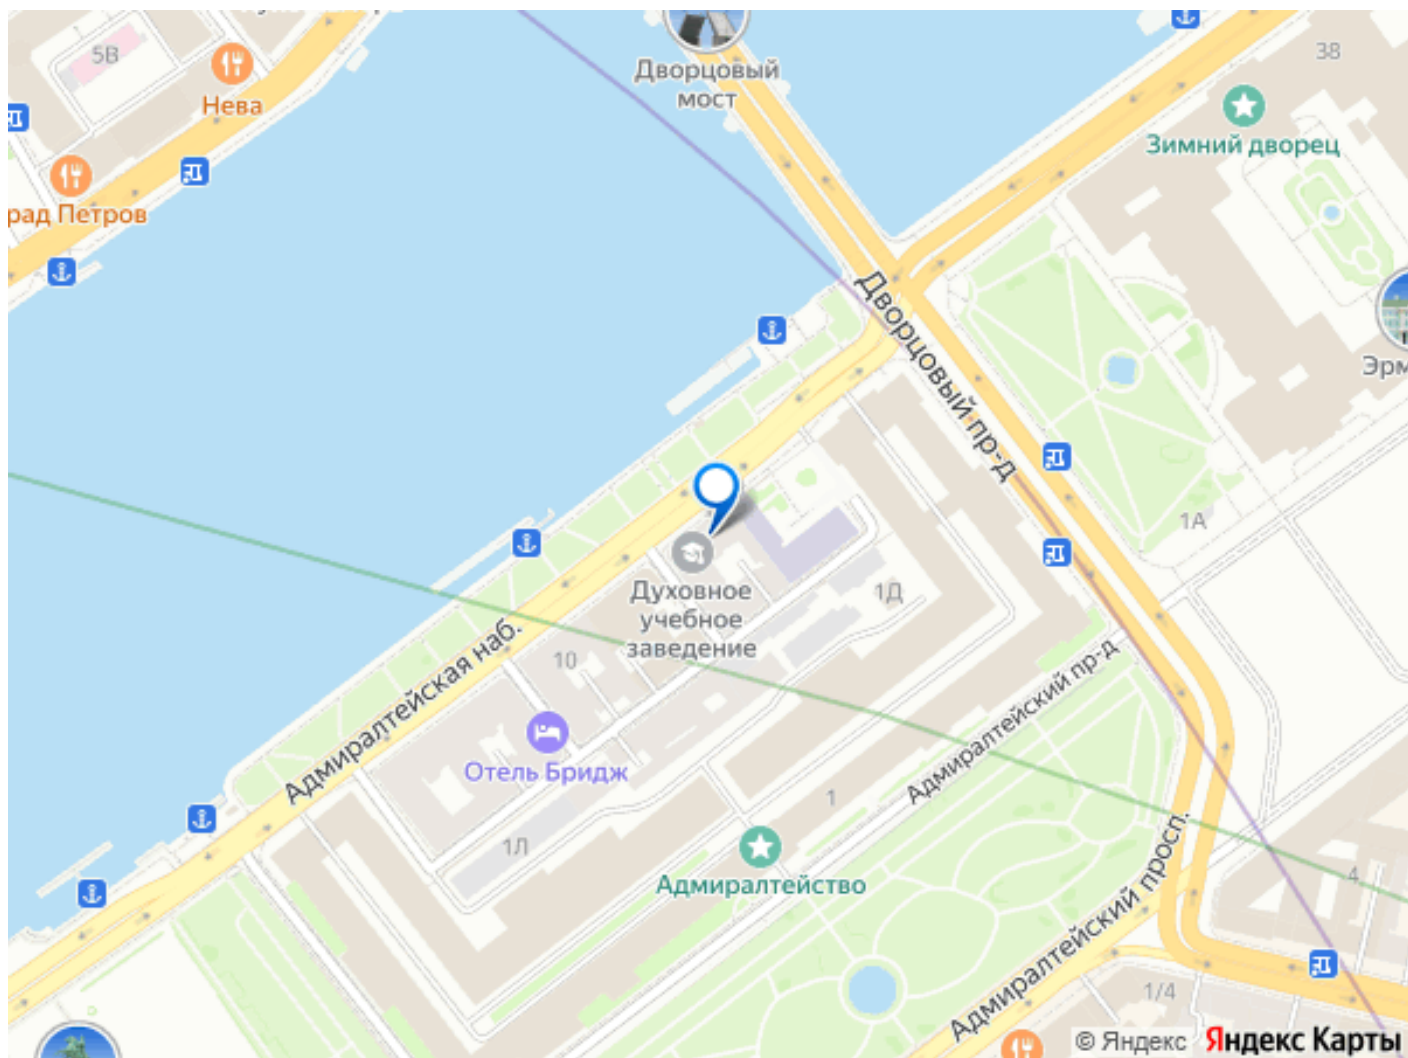 5В
Нева
рад Петров
Дворцовый
мост
38
Зимний дворец
Эрм
Дворцовый пр-д
1А
Духовное
учебное
заведение
1Д
Адмиралтейская наб.
10
Отель Бридж
Адмиралтейский пр-д
1
1Л
Адмиралтейство
Адмиралтейский просп.
4
1/4
© Яндекс Яндекс Карты